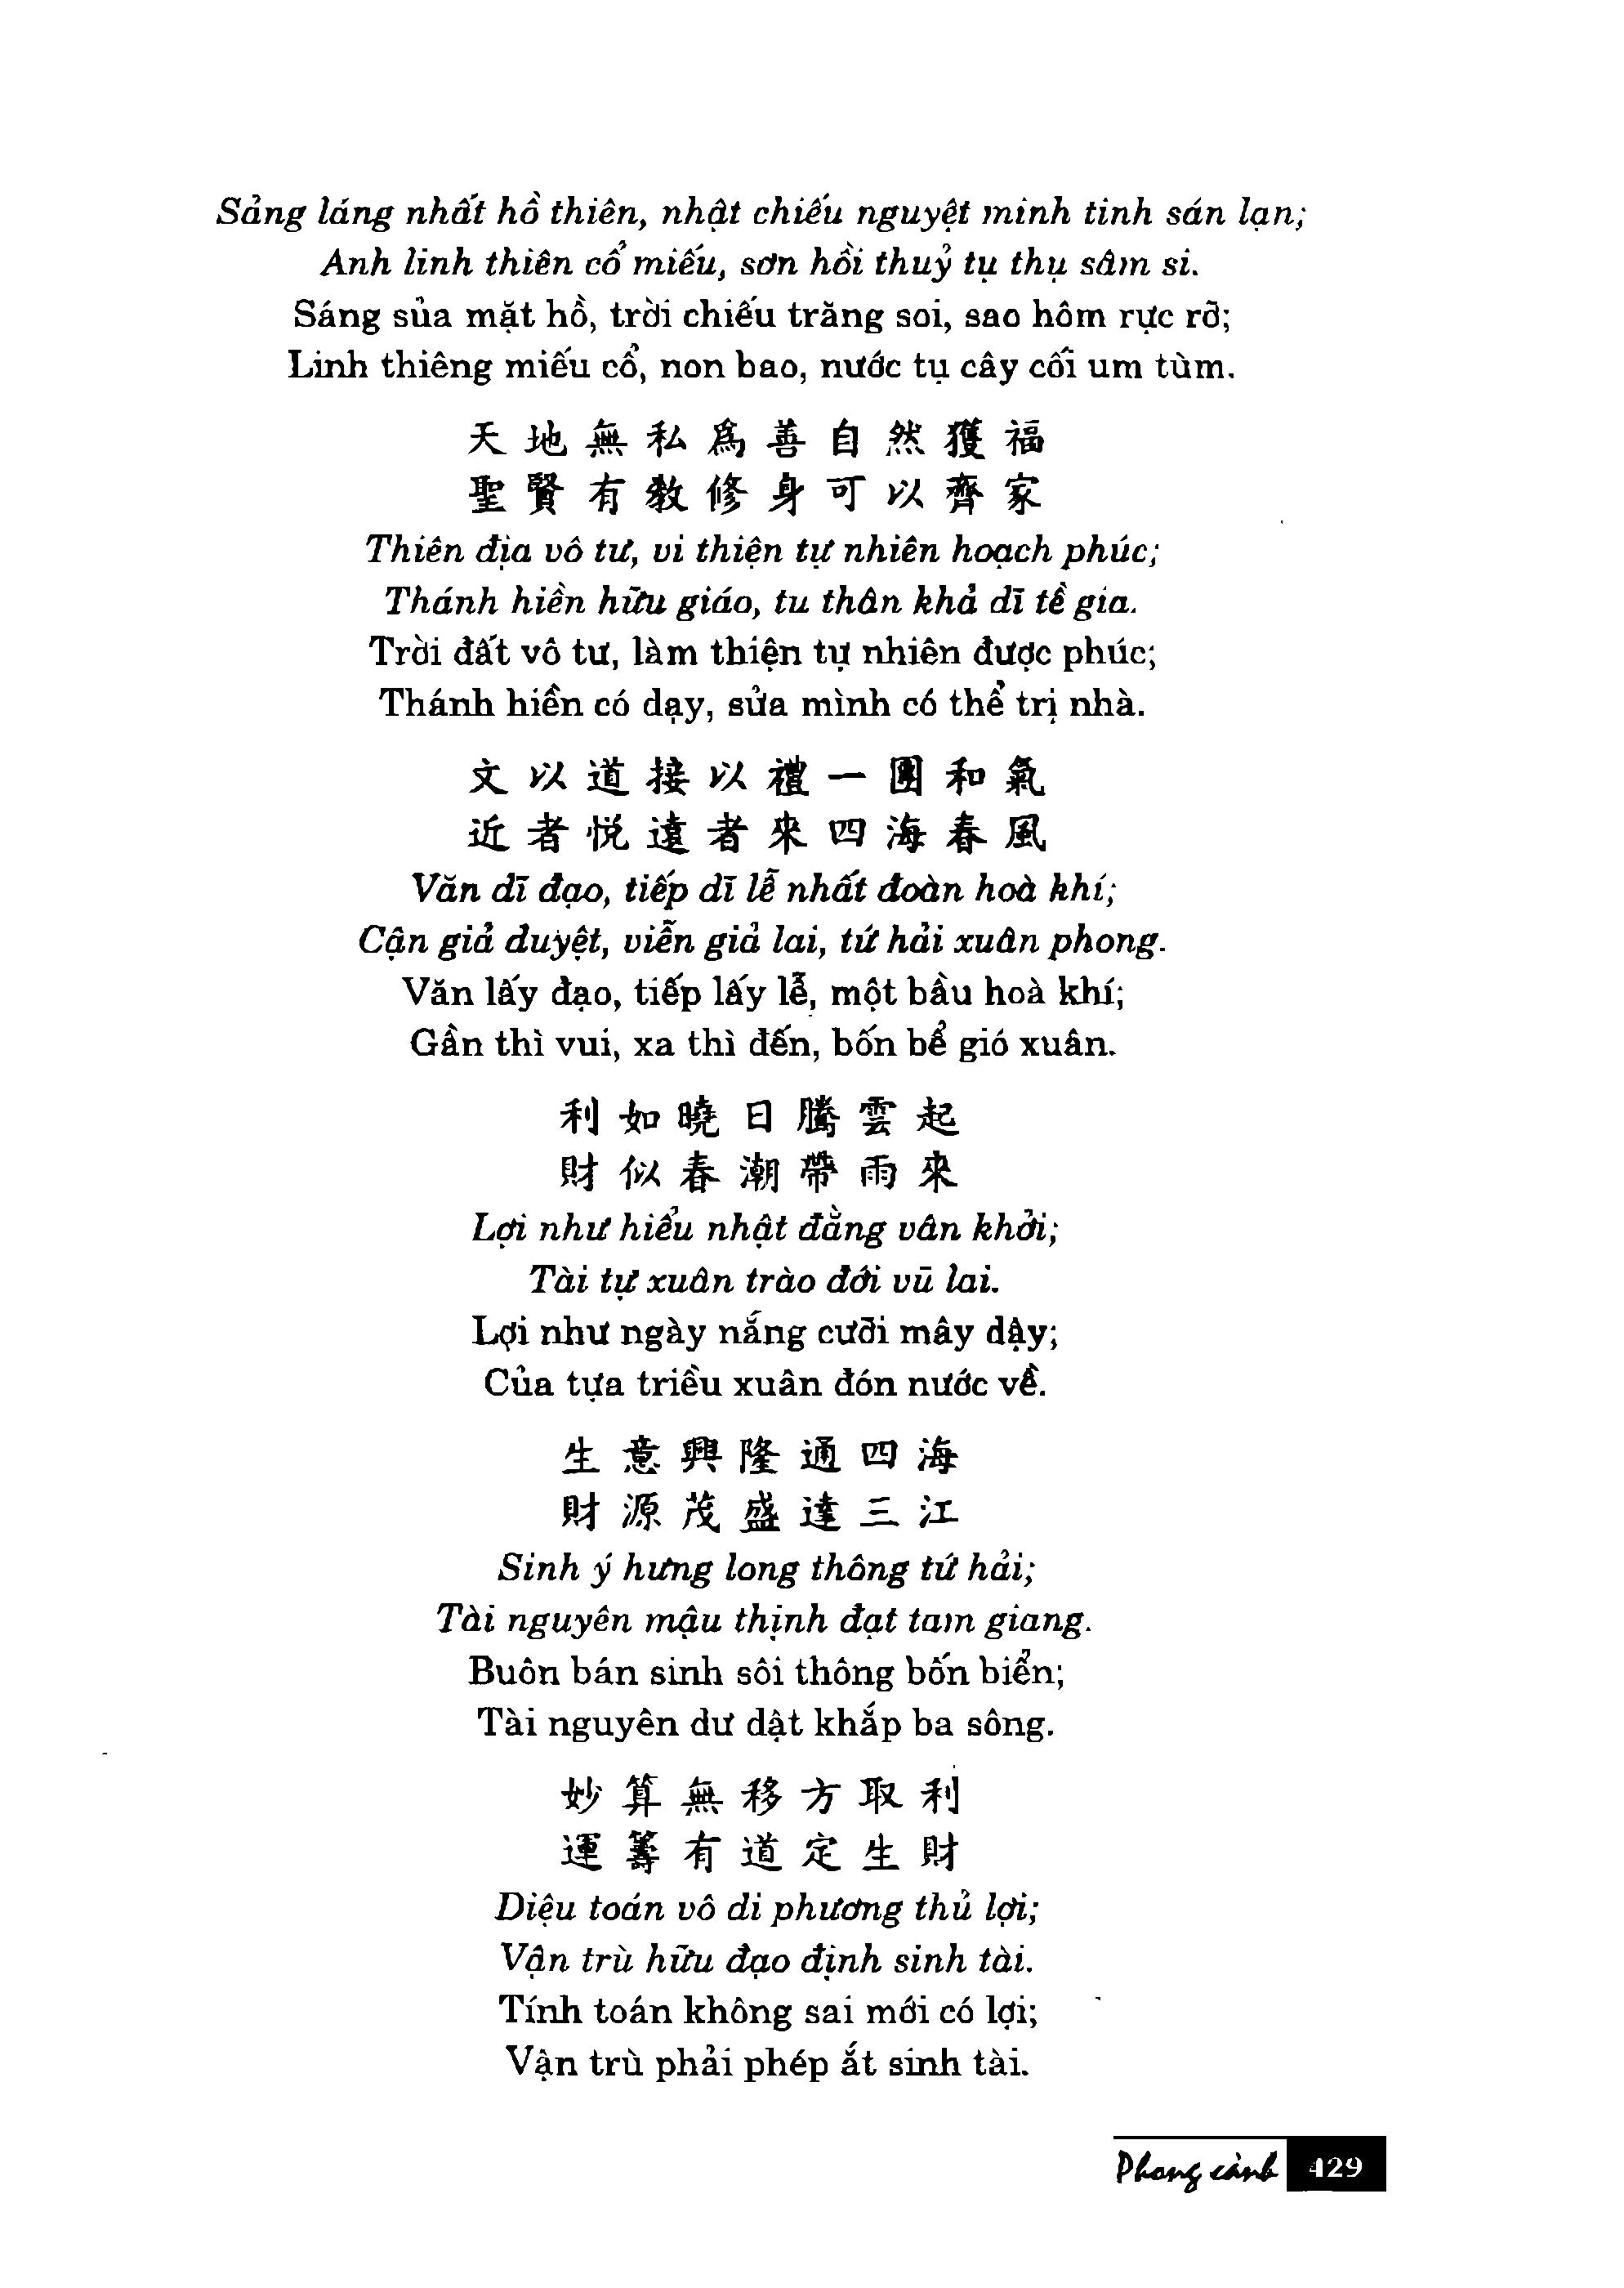 Sảng láng nhất hồ thiên, nhật chiếu nguyệt minh tinh sán lạn;
Anh linh thiên cổ miếu, sơn hồi thuỷ tụ thụ sâm si.
Sáng sủa mặt hồ, trời chiếu trăng soi, sao hôm rực rỡ;
Linh thiêng miếu cổ, non bao, nước tụ cây cối um tùm.
天地無私爲善自然獲福
聖賢有教修身可以齊家
Thiên địa vô tư, vi thiện tự nhiên hoạch phúc;
Thánh hiền hữu giáo, tu thân khả dĩ tề gia.
Trời đất vô tư, làm thiện tự nhiên được phúc;
Thánh hiền có dạy, sửa mình có thể trị nhà.
文以道接以禮一團和氣
近者悅遠者來四海春風
Văn dĩ đạo, tiếp dĩ lễ nhất đoàn hoà khí;
Cận giả duyệt, viễn giả lai, tứ hải xuân phong.
Văn lấy đạo, tiếp lấy lễ, một bầu hoà khí;
Gần thì vui, xa thì đến, bốn bể gió xuân.
利如曉日騰雲起
財似春潮帶雨來
Lợi như hiểu nhật đằng vân khởi;
Tài tự xuân trào đới vũ lai.
Lợi như ngày nắng cưỡi mây dậy;
Của tựa triều xuân đón nước về.
生意興隆通四海
財源茂盛達三江
Sinh ý hưng long thông tứ hải;
Tài nguyên mậu thịnh đạt tam giang.
Buôn bán sinh sôi thông bốn biển;
Tài nguyên dư dật khắp ba sông.
妙算無移方取利
運籌有道定生財
Diệu toán vô di phương thủ lợi;
Vận trù hữu đạo định sinh tài.
Tính toán không sai mới có lợi;
Vận trù phải phép ắt sinh tài.
Phong cảnh 429